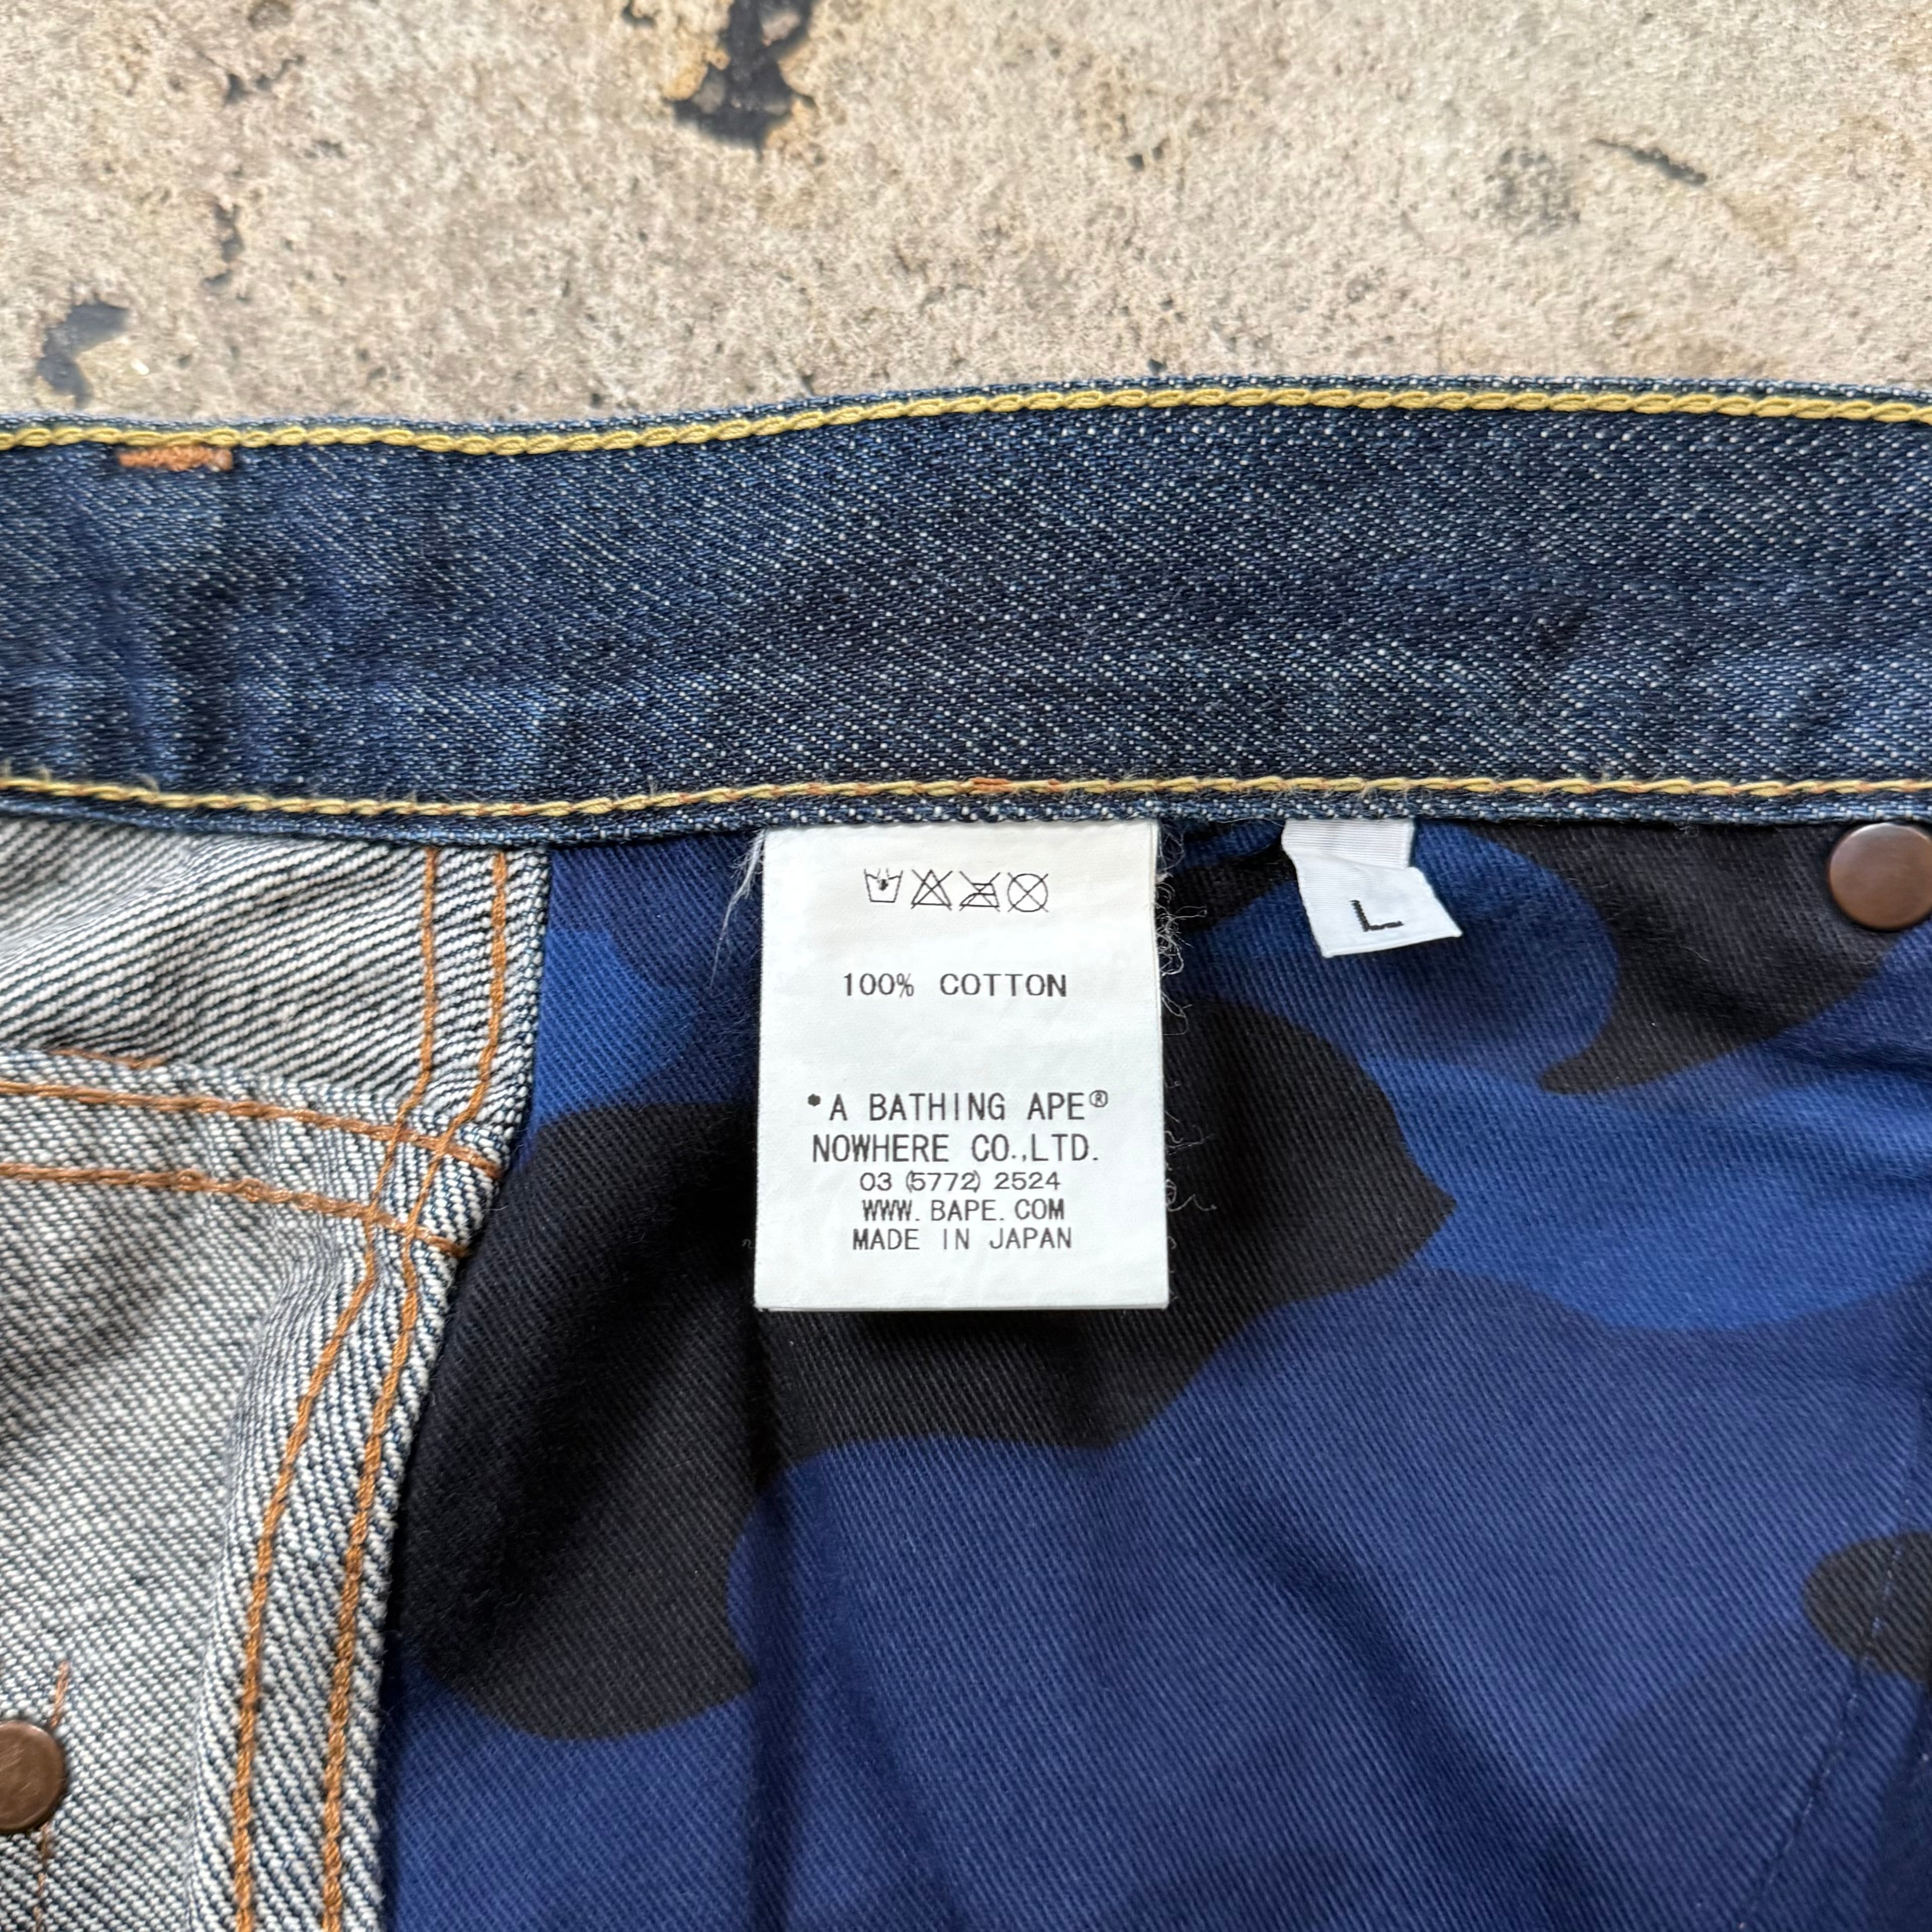 100% COTTON
*A BATHING APE®
NOWHERE CO.,LTD.
03 (5772) 2524
WWW.BAPE.COM
MADE IN JAPAN
L